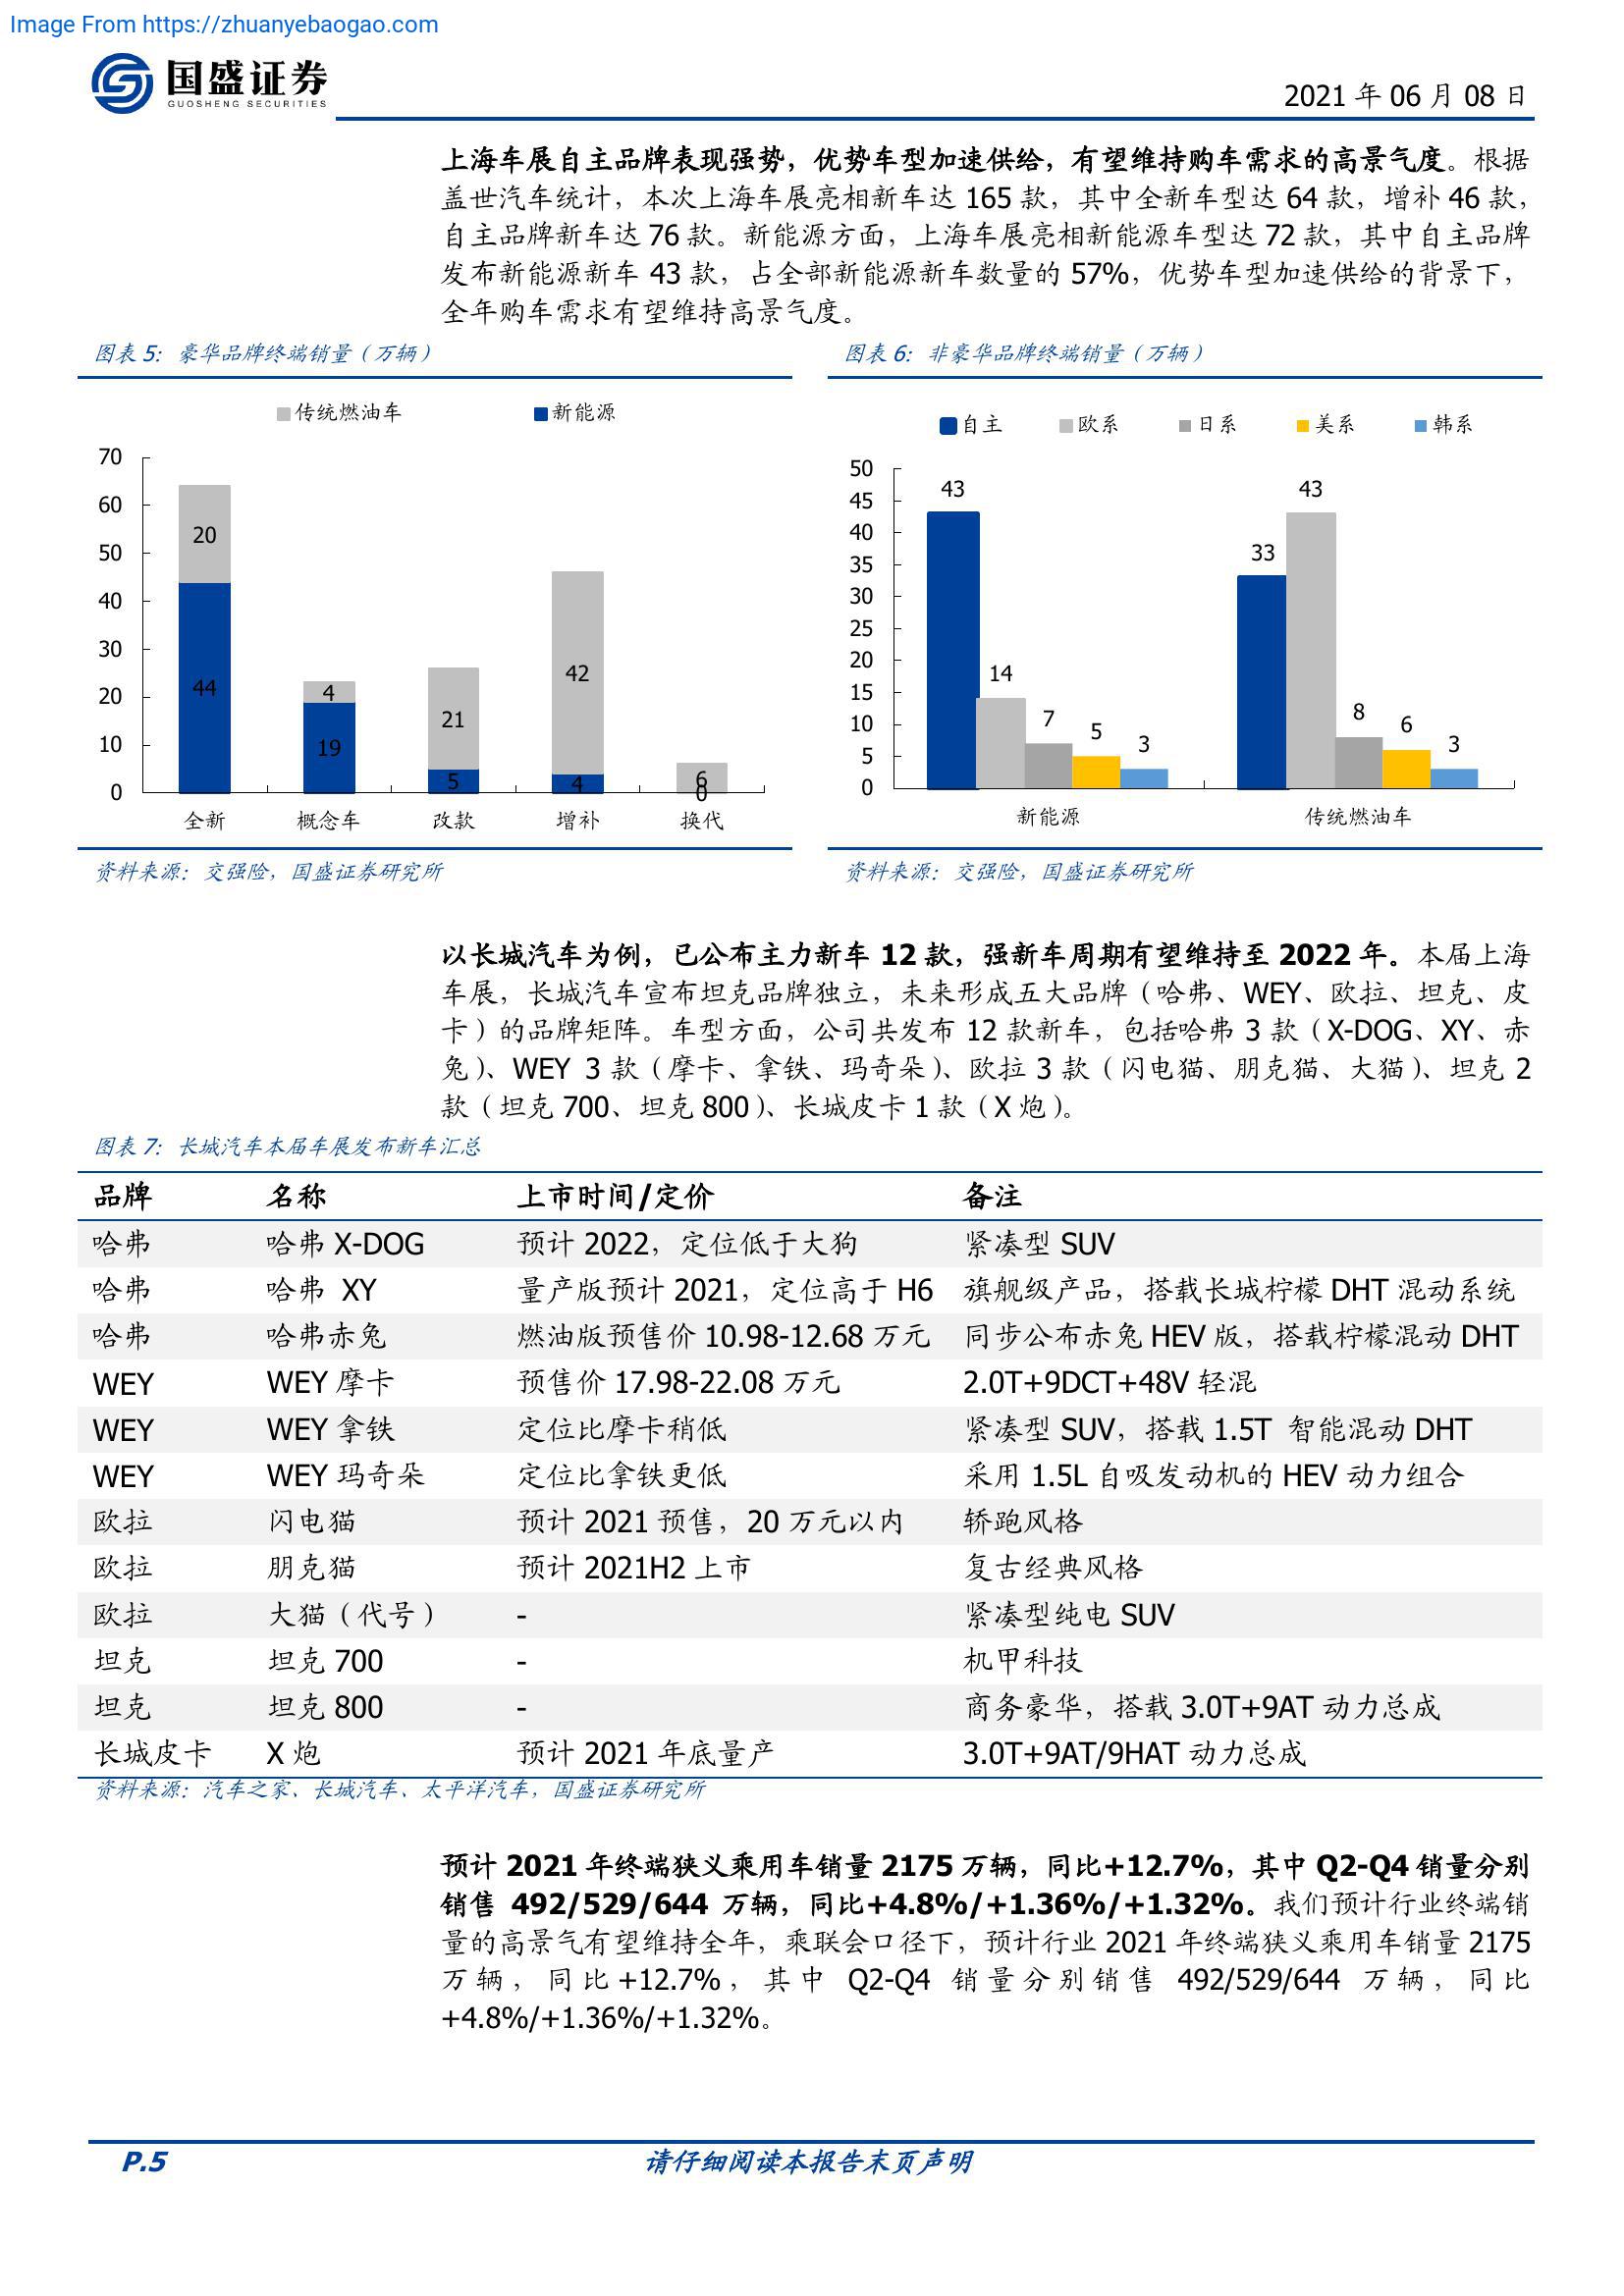 Image From https://zhuanyebaogao.com
国盛证券
GUOSHENG SECURITIES
2021 年 06 月 08 日
上海车展自主品牌表现强势，优势车型加速供给，有望维持购车需求的高景气度。根据
盖世汽车统计，本次上海车展亮相新车达 165 款，其中全新车型达 64 款，增补 46 款，
自主品牌新车达 76 款。新能源方面，上海车展亮相新能源车型达 72 款，其中自主品牌
发布新能源新车 43 款，占全部新能源新车数量的 57%，优势车型加速供给的背景下，
全年购车需求有望维持高景气度。
图表 5：豪华品牌终端销量（万辆）
传统燃油车 新能源
70
60
50
40
30
20
10
0
20
44
4
19
21
5
42
4
6
0
全新 概念车 改款 增补 换代
资料来源：交强险，国盛证券研究所
图表 6：非豪华品牌终端销量（万辆）
自主 欧系 日系 美系 韩系
50
45
40
35
30
25
20
15
10
5
0
43
14
7
5
3
33
43
8
6
3
新能源 传统燃油车
资料来源：交强险，国盛证券研究所
以长城汽车为例，已公布主力新车 12 款，强新车周期有望维持至 2022 年。本届上海
车展，长城汽车宣布坦克品牌独立，未来形成五大品牌（哈弗、WEY、欧拉、坦克、皮
卡）的品牌矩阵。车型方面，公司共发布 12 款新车，包括哈弗 3 款（X-DOG、XY、赤
兔）、WEY 3 款（摩卡、拿铁、玛奇朵）、欧拉 3 款（闪电猫、朋克猫、大猫）、坦克 2
款（坦克 700、坦克 800）、长城皮卡 1 款（X 炮）。
图表 7：长城汽车本届车展发布新车汇总
品牌 名称 上市时间/定价 备注
哈弗 哈弗 X-DOG 预计 2022，定位低于大狗 紧凑型 SUV
哈弗 哈弗 XY 量产版预计 2021，定位高于 H6 旗舰级产品，搭载长城柠檬 DHT 混动系统
哈弗 哈弗赤兔 燃油版预售价 10.98-12.68 万元 同步公布赤兔 HEV 版，搭载柠檬混动 DHT
WEY WEY 摩卡 预售价 17.98-22.08 万元 2.0T+9DCT+48V 轻混
WEY WEY 拿铁 定位比摩卡稍低 紧凑型 SUV，搭载 1.5T 智能混动 DHT
WEY WEY 玛奇朵 定位比拿铁更低 采用 1.5L 自吸发动机的 HEV 动力组合
欧拉 闪电猫 预计 2021 预售，20 万元以内 轿跑风格
欧拉 朋克猫 预计 2021H2 上市 复古经典风格
欧拉 大猫（代号） - 紧凑型纯电 SUV
坦克 坦克 700 - 机甲科技
坦克 坦克 800 - 商务豪华，搭载 3.0T+9AT 动力总成
长城皮卡 X 炮 预计 2021 年底量产 3.0T+9AT/9HAT 动力总成
资料来源：汽车之家、长城汽车、太平洋汽车，国盛证券研究所
预计 2021 年终端狭义乘用车销量 2175 万辆，同比+12.7%，其中 Q2-Q4 销量分别
销售 492/529/644 万辆，同比+4.8%/+1.36%/+1.32%。我们预计行业终端销
量的高景气有望维持全年，乘联会口径下，预计行业 2021 年终端狭义乘用车销量 2175
万辆，同比+12.7%，其中 Q2-Q4 销量分别销售 492/529/644 万辆，同比
+4.8%/+1.36%/+1.32%。
P.5
请仔细阅读本报告末页声明